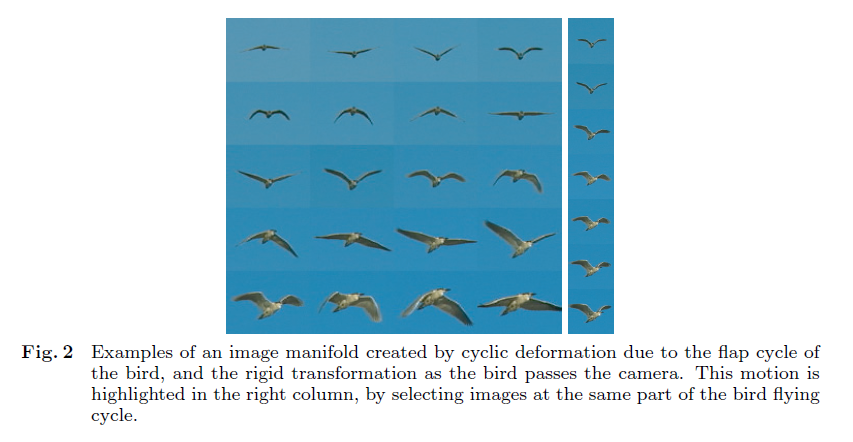 Fig. 2 Examples of an image manifold created by cyclic deformation due to the flap cycle of
the bird, and the rigid transformation as the bird passes the camera. This motion is
highlighted in the right column, by selecting images at the same part of the bird flying
cycle.